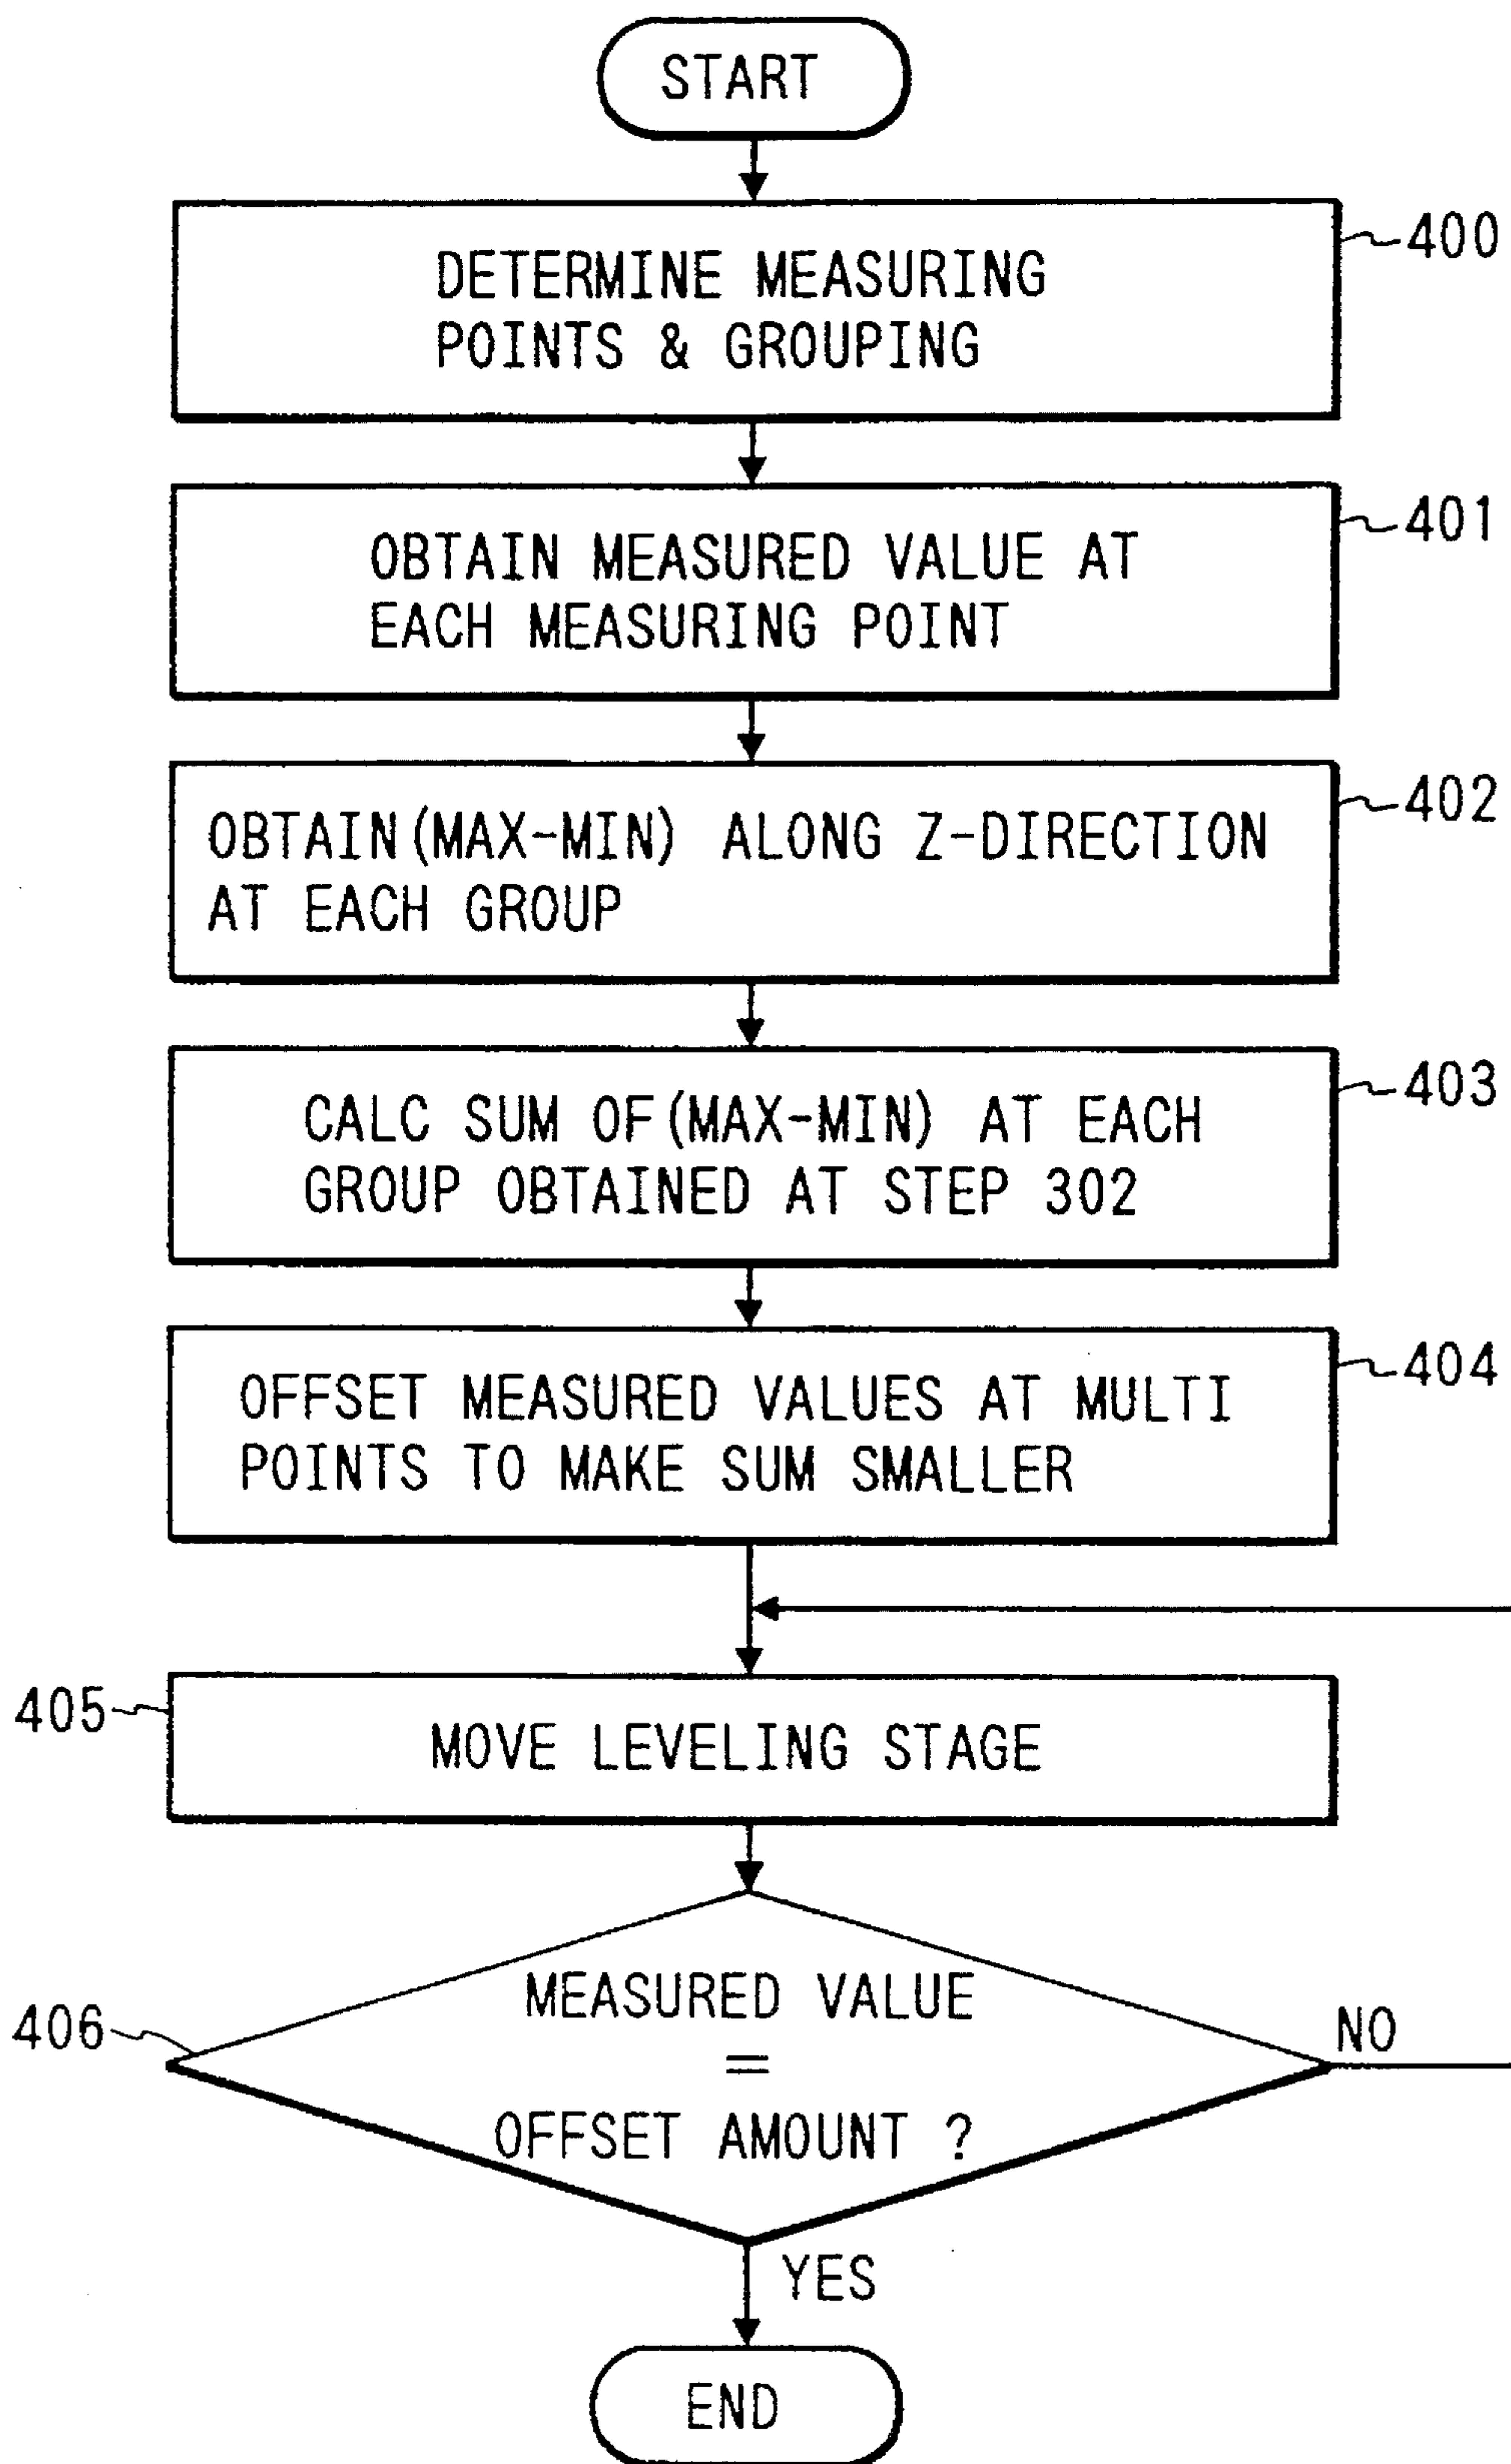 START
DETERMINE MEASURING
POINTS & GROUPING
400
OBTAIN MEASURED VALUE AT
EACH MEASURING POINT
401
OBTAIN (MAX-MIN) ALONG Z-DIRECTION
AT EACH GROUP
402
CALC SUM OF (MAX-MIN) AT EACH
GROUP OBTAINED AT STEP 302
403
OFFSET MEASURED VALUES AT MULTI
POINTS TO MAKE SUM SMALLER
404
405
MOVE LEVELING STAGE
406
MEASURED VALUE
=
OFFSET AMOUNT ?
NO
YES
END